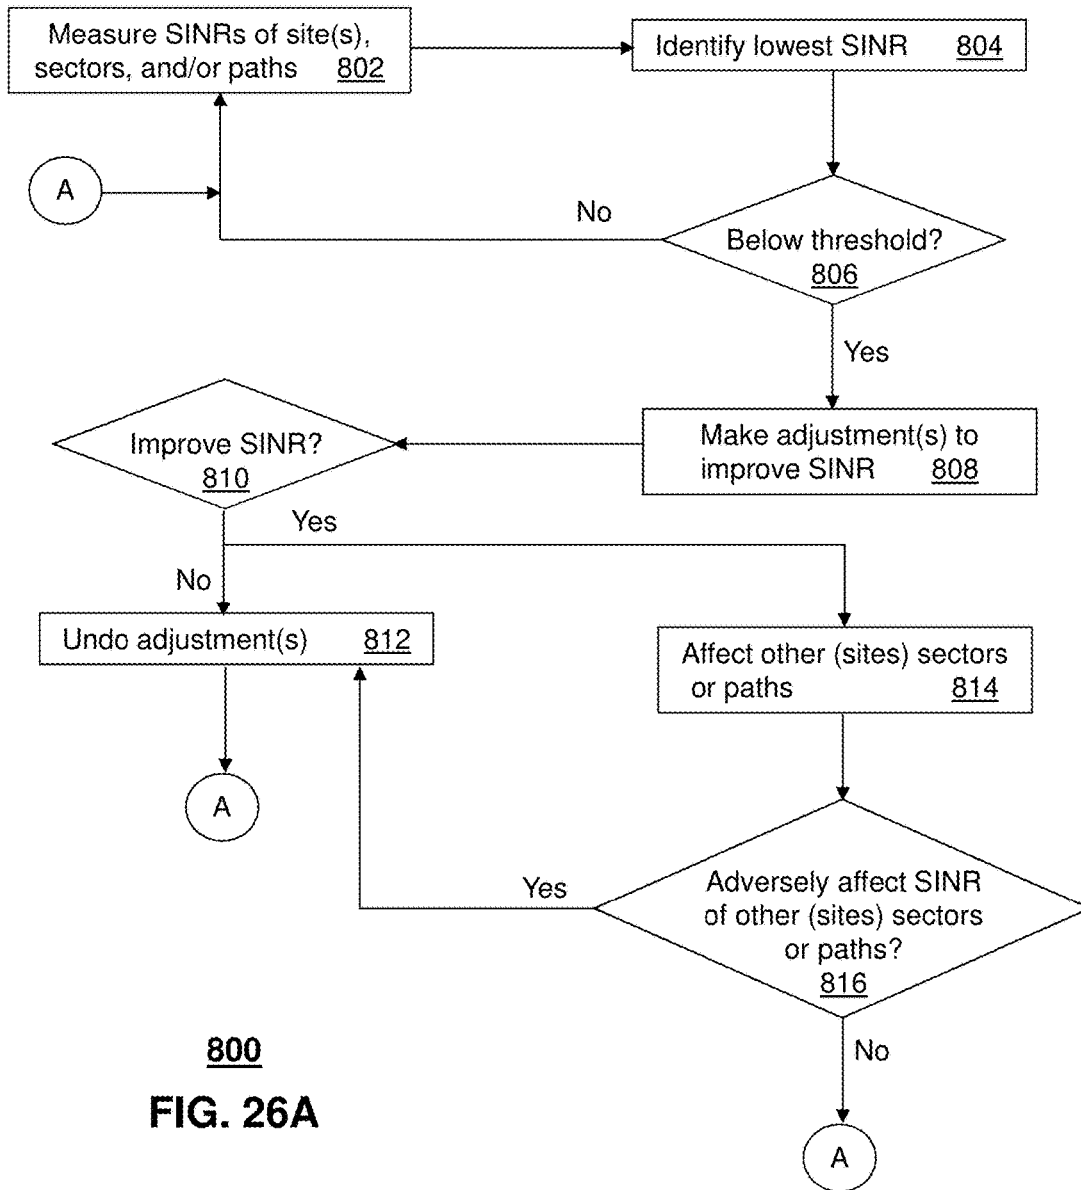 Measure SINRs of site(s),
sectors, and/or paths 802
Identify lowest SINR 804
A
No
Below threshold?
806
Yes
Improve SINR?
810
Make adjustment(s) to
improve SINR 808
Yes
No
Undo adjustment(s) 812
Affect other (sites) sectors
or paths 814
A
Yes
Adversely affect SINR
of other (sites) sectors
or paths?
816
800
No
FIG. 26A
A